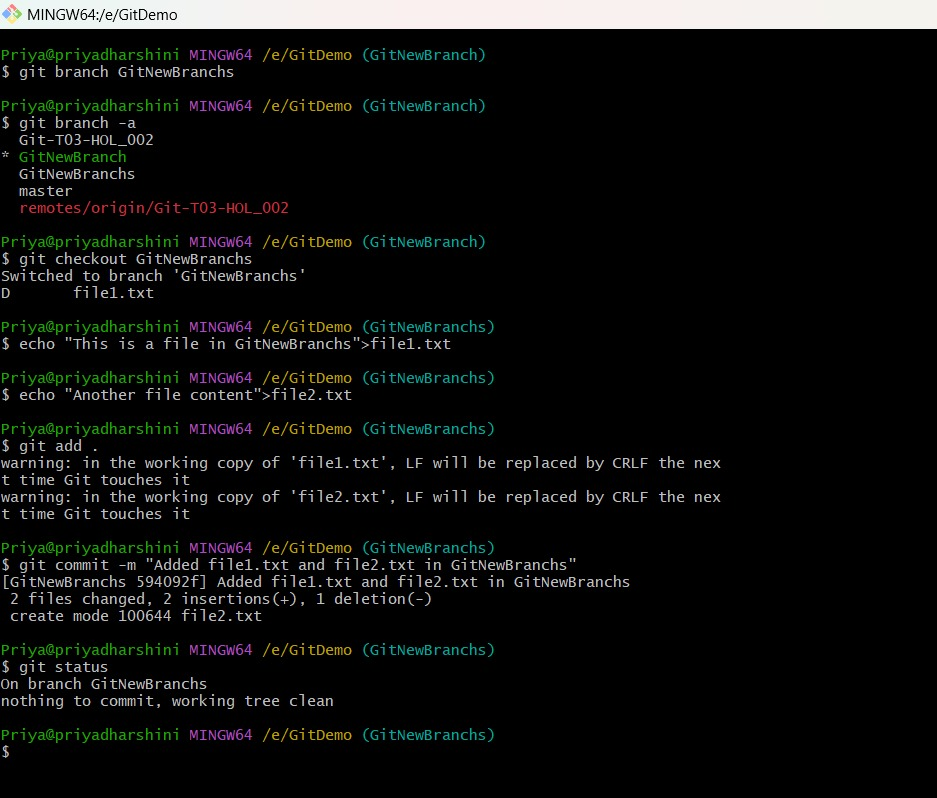 MINGW64:/e/GitDemo
Priya@priyadharshini MINGW64 /e/GitDemo (GitNewBranch)
$ git branch GitNewBranchs
Priya@priyadharshini MINGW64 /e/GitDemo (GitNewBranch)
$ git branch -a
  Git-T03-HOL_002
* GitNewBranch
  GitNewBranchs
  master
  remotes/origin/Git-T03-HOL_002
Priya@priyadharshini MINGW64 /e/GitDemo (GitNewBranch)
$ git checkout GitNewBranchs
Switched to branch 'GitNewBranchs'
D       file1.txt
Priya@priyadharshini MINGW64 /e/GitDemo (GitNewBranchs)
$ echo "This is a file in GitNewBranchs">file1.txt
Priya@priyadharshini MINGW64 /e/GitDemo (GitNewBranchs)
$ echo "Another file content">file2.txt
Priya@priyadharshini MINGW64 /e/GitDemo (GitNewBranchs)
$ git add .
warning: in the working copy of 'file1.txt', LF will be replaced by CRLF the nex
t time Git touches it
warning: in the working copy of 'file2.txt', LF will be replaced by CRLF the nex
t time Git touches it
Priya@priyadharshini MINGW64 /e/GitDemo (GitNewBranchs)
$ git commit -m "Added file1.txt and file2.txt in GitNewBranchs"
[GitNewBranchs 594092f] Added file1.txt and file2.txt in GitNewBranchs
 2 files changed, 2 insertions(+), 1 deletion(-)
 create mode 100644 file2.txt
Priya@priyadharshini MINGW64 /e/GitDemo (GitNewBranchs)
$ git status
On branch GitNewBranchs
nothing to commit, working tree clean
Priya@priyadharshini MINGW64 /e/GitDemo (GitNewBranchs)
$